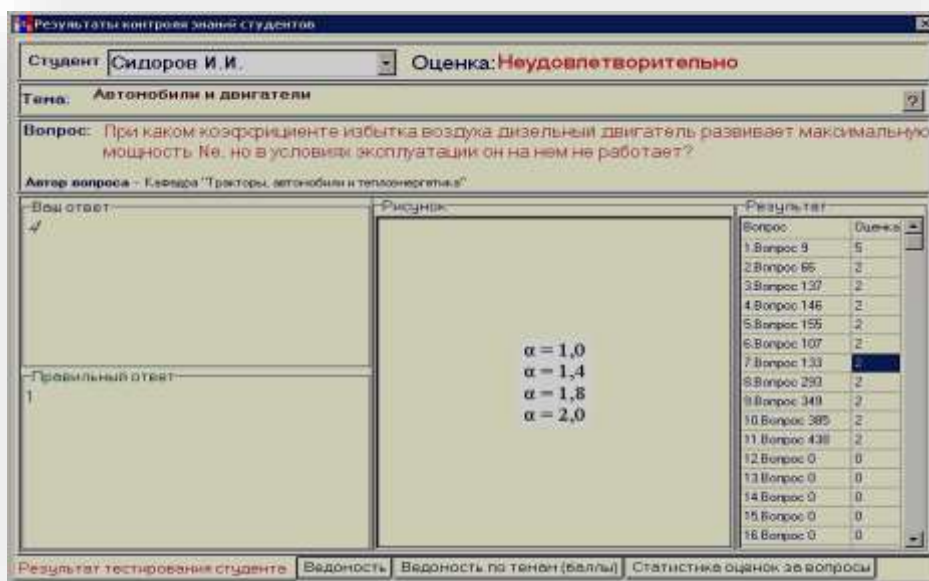 Результаты контроля знаний студентов
Студент Сидоров И.И. Оценка: Неудовлетворительно
Тема: Автомобили и двигатели
?
Вопрос: При каком коэффициенте избытка воздуха дизельный двигатель развивает максимальную
мощность Ne, но в условиях эксплуатации он на нем не работает?
Автор вопроса - Кафедра "Тракторы, автомобили и теплоэнергетика"
Ваш ответ
4
Правильный ответ
1
Рисунок
α = 1,0
α = 1,4
α = 1,8
α = 2,0
Результат
Вопрос Оценка
1.Вопрос 9 5
2.Вопрос 66 2
3.Вопрос 137 2
4.Вопрос 146 2
5.Вопрос 155 2
6.Вопрос 107 2
7.Вопрос 133 2
8.Вопрос 293 2
9.Вопрос 349 2
10.Вопрос 385 2
11.Вопрос 438 2
12.Вопрос 0 0
13.Вопрос 0 0
14.Вопрос 0 0
15.Вопрос 0 0
16.Вопрос 0 0
Результат тестирования студента Ведомость Ведомость по темам (баллы) Статистика оценок за вопросы